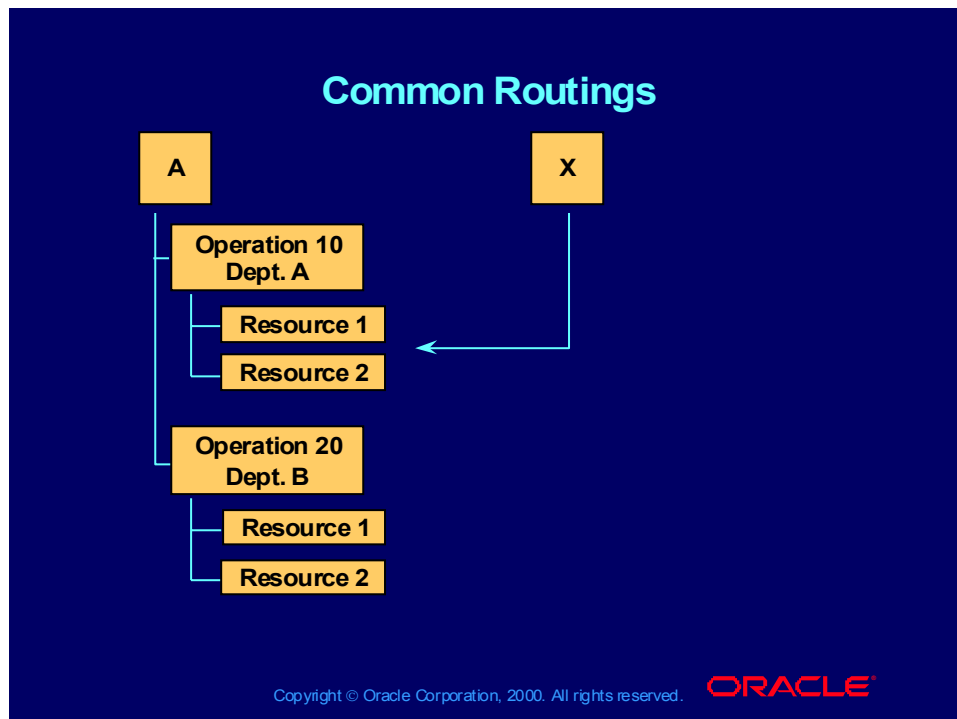 Common Routings
A
X
Operation 10
Dept. A
Resource 1
Resource 2
Operation 20
Dept. B
Resource 1
Resource 2
Copyright © Oracle Corporation, 2000. All rights reserved.
ORACLE®